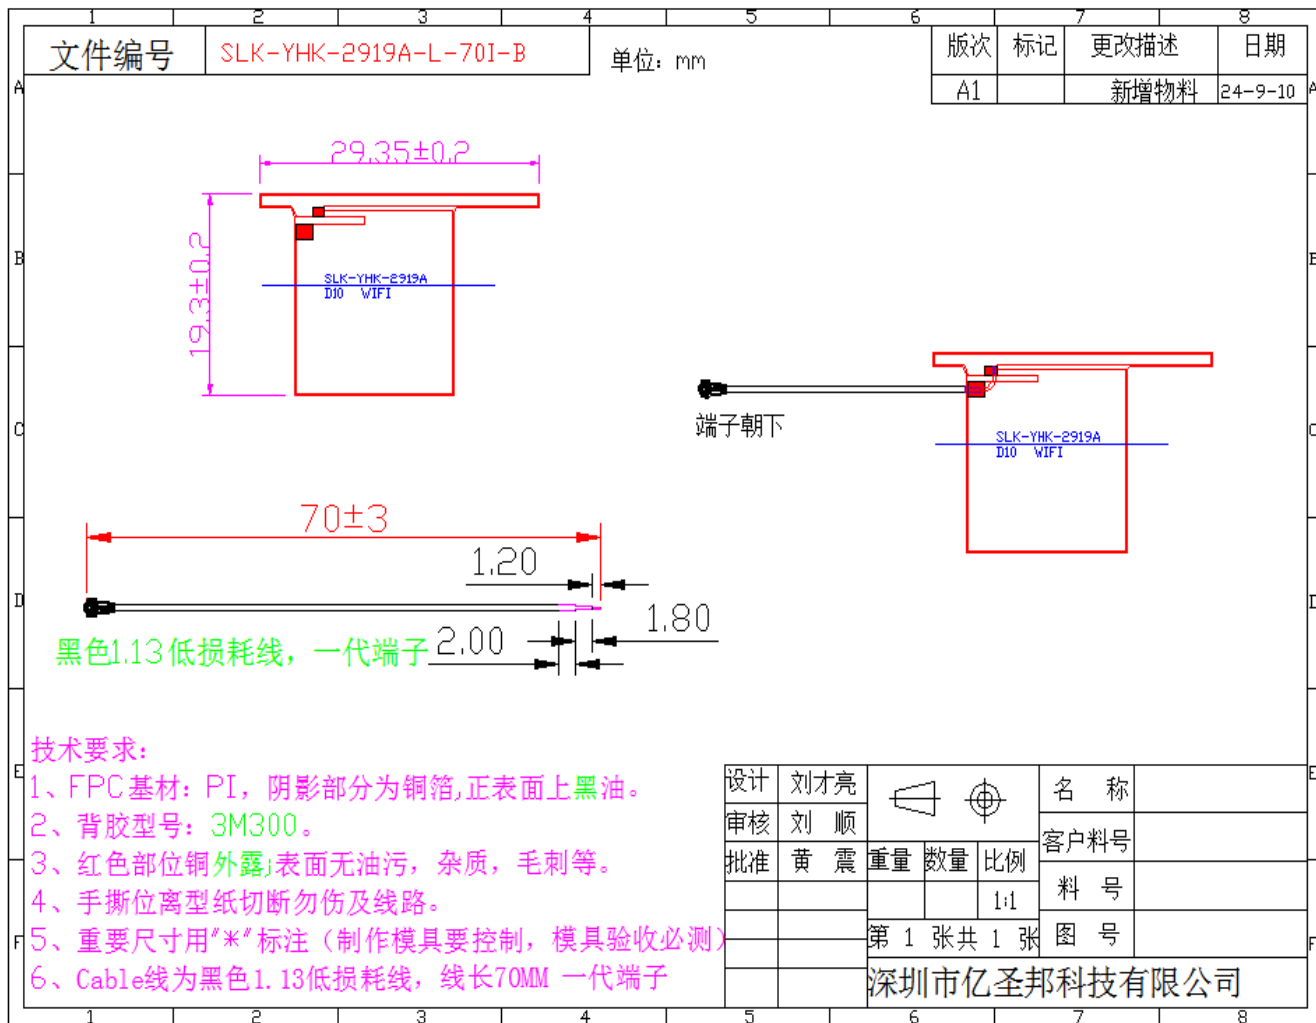 1 2 3 4 5 6 7 8
文件编号 SLK-YHK-2919A-L-70I-B
单位：mm
版次 标记 更改描述 日期
A1 新增物料 24-9-10
A A
29.35±0.2
19.3±0.2
B B
SLK-YHK-2919A
D10 WIFI
C C
端子朝下
SLK-YHK-2919A
D10 WIFI
70±3
1.20
D D
1.80
2.00
黑色1.13低损耗线，一代端子
技术要求：
E E
1、FPC基材：PI，阴影部分为铜箔,正表面上黑油。
2、背胶型号：3M300。
3、红色部位铜外露;表面无油污，杂质，毛刺等。
4、手撕位离型纸切断勿伤及线路。
F F
5、重要尺寸用"*"标注（制作模具要控制，模具验收必测）
6、Cable线为黑色1.13低损耗线，线长70MM 一代端子
设计 刘才亮
审核 刘 顺
批准 黄 震
重量 数量 比例
1:1
第 1 张共 1 张
名 称
客户料号
料 号
图 号
深圳市亿圣邦科技有限公司
1 2 3 4 5 6 7 8